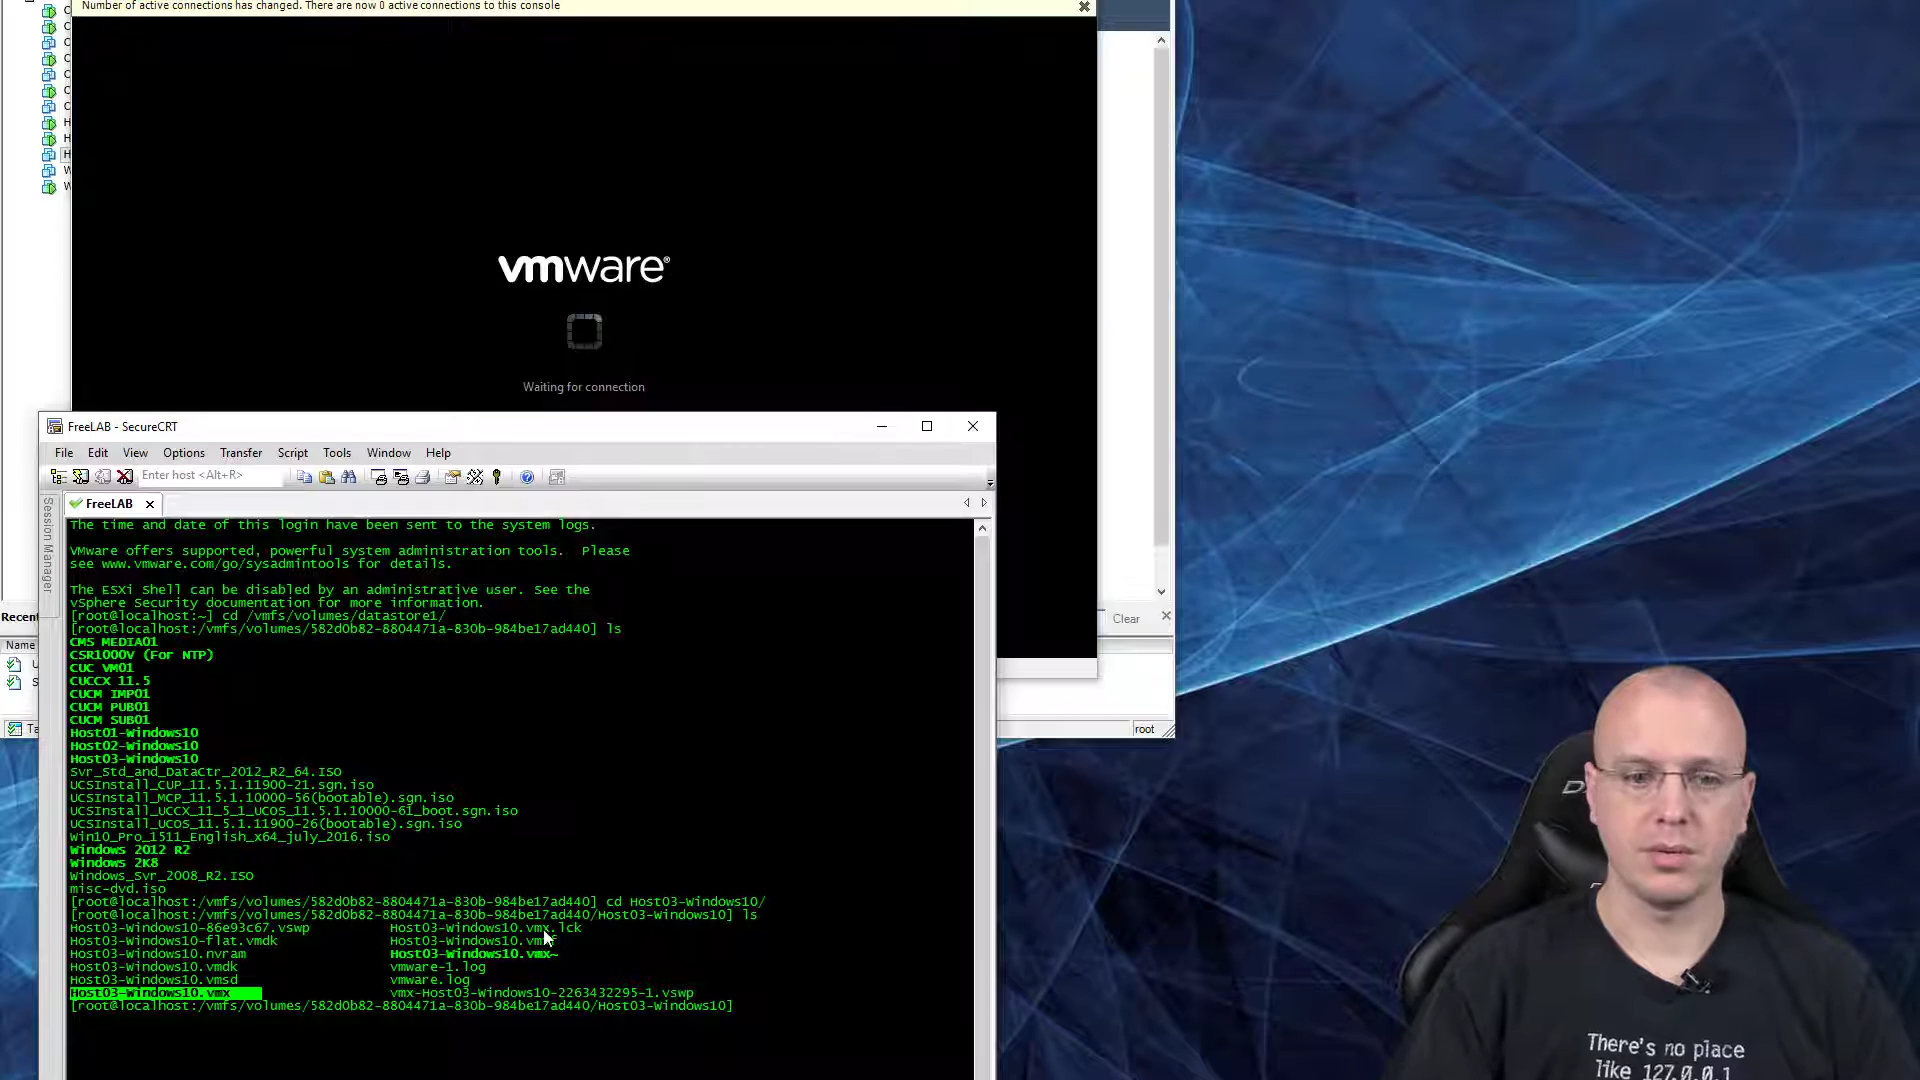 Number of active connections has changed. There are now 0 active connections to this console
vmware
Waiting for connection
FreeLAB - SecureCRT
File Edit View Options Transfer Script Tools Window Help
Enter host <Alt+R>
FreeLAB
Session Manager
The time and date of this login have been sent to the system logs.
VMware offers supported, powerful system administration tools.  Please
see www.vmware.com/go/sysadmintools for details.
The ESXi Shell can be disabled by an administrative user. See the
vSphere Security documentation for more information.
[root@localhost:~] cd /vmfs/volumes/datastore1/
[root@localhost:/vmfs/volumes/582d0b82-8804471a-830b-984be17ad440] ls
CMS MEDIA01
CSR1000V (For NTP)
CUC VM01
CUCCX 11.5
CUCM IMP01
CUCM PUB01
CUCM SUB01
Host01-Windows10
Host02-Windows10
Host03-Windows10
Svr_Std_and_DataCtr_2012_R2_64.ISO
UCSInstall_CUP_11.5.1.11900-21.sgn.iso
UCSInstall_MCP_11.5.1.10000-56(bootable).sgn.iso
UCSInstall_UCCX_11_5_1_UCOS_11.5.1.10000-61_boot.sgn.iso
UCSInstall_UCOS_11.5.1.11900-26(bootable).sgn.iso
Win10_Pro_1511_English_x64_july_2016.iso
Windows 2012 R2
Windows 2K8
Windows_Svr_2008_R2.ISO
misc-dvd.iso
[root@localhost:/vmfs/volumes/582d0b82-8804471a-830b-984be17ad440] cd Host03-Windows10/
[root@localhost:/vmfs/volumes/582d0b82-8804471a-830b-984be17ad440/Host03-Windows10] ls
Host03-Windows10-86e93c67.vswp Host03-Windows10.vmx.lck
Host03-Windows10-flat.vmdk Host03-Windows10.vmxf
Host03-Windows10.nvram Host03-Windows10.vmx~
Host03-Windows10.vmdk vmware-1.log
Host03-Windows10.vmsd vmware.log
Host03-Windows10.vmx vmx-Host03-Windows10-2263432295-1.vswp
[root@localhost:/vmfs/volumes/582d0b82-8804471a-830b-984be17ad440/Host03-Windows10]
Recen
Name
Ta
Clear
root
There's no place
like 127.0.0.1